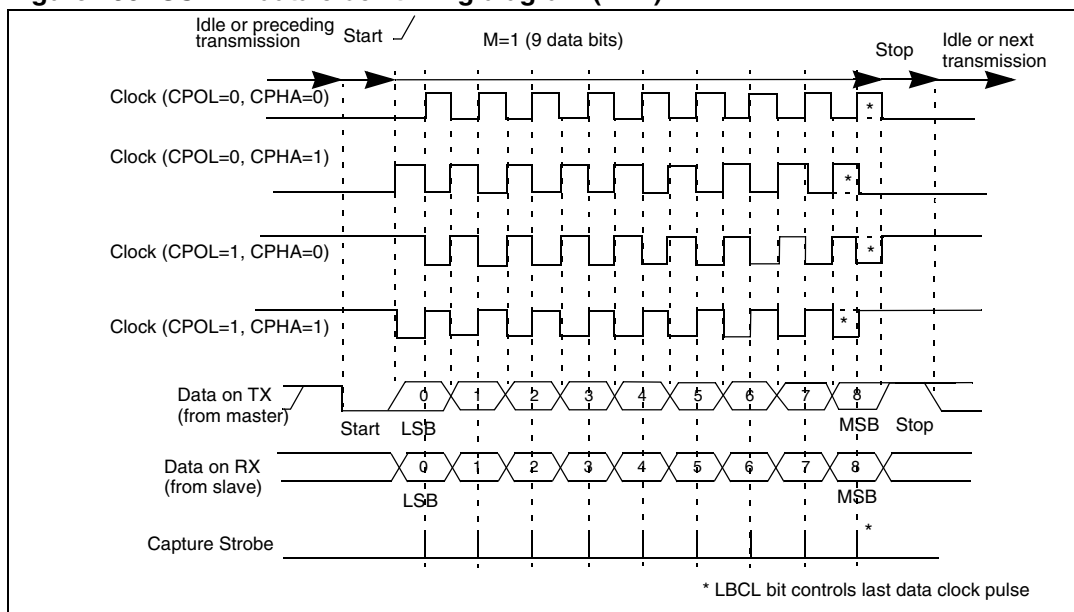 Idle or preceding
transmission
Start
M=1 (9 data bits)
Stop
Idle or next
transmission
Clock (CPOL=0, CPHA=0)
*
Clock (CPOL=0, CPHA=1)
*
Clock (CPOL=1, CPHA=0)
*
Clock (CPOL=1, CPHA=1)
*
Data on TX
(from master)
0 1 2 3 4 5 6 7 8
Start LSB MSB Stop
Data on RX
(from slave)
0 1 2 3 4 5 6 7 8
LSB MSB
Capture Strobe
*
* LBCL bit controls last data clock pulse